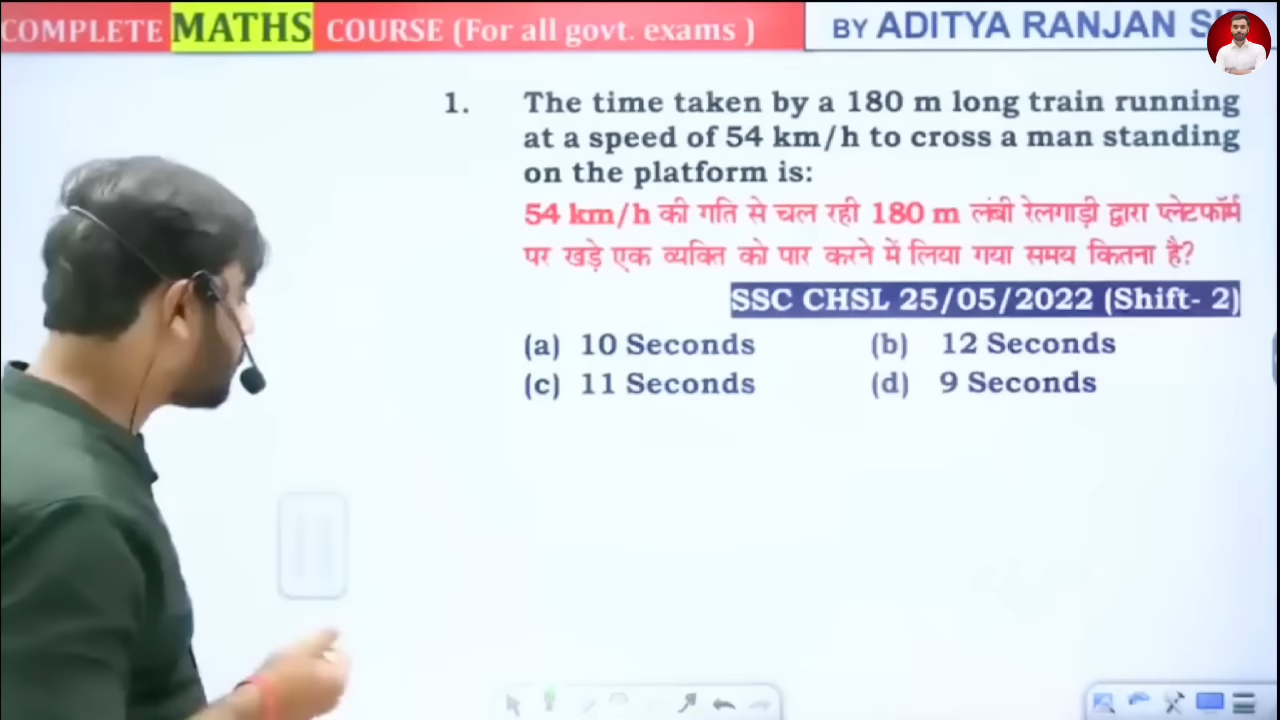 COMPLETE MATHS COURSE (For all govt. exams )
BY ADITYA RANJAN
1. The time taken by a 180 m long train running
at a speed of 54 km/h to cross a man standing
on the platform is:
54 km/h की गति से चल रही 180 m लंबी रेलगाड़ी द्वारा प्लेटफॉर्म
पर खड़े एक व्यक्ति को पार करने में लिया गया समय कितना है?
SSC CHSL 25/05/2022 (Shift- 2)
(a) 10 Seconds (b) 12 Seconds
(c) 11 Seconds (d) 9 Seconds